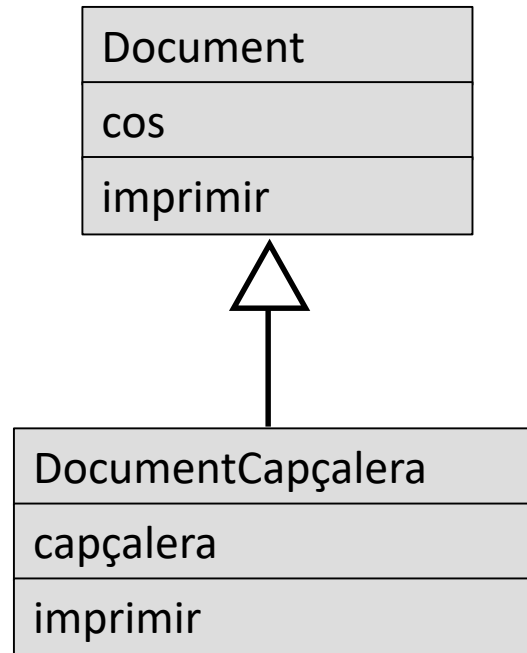 Document
cos
imprimir
DocumentCapçalera
capçalera
imprimir